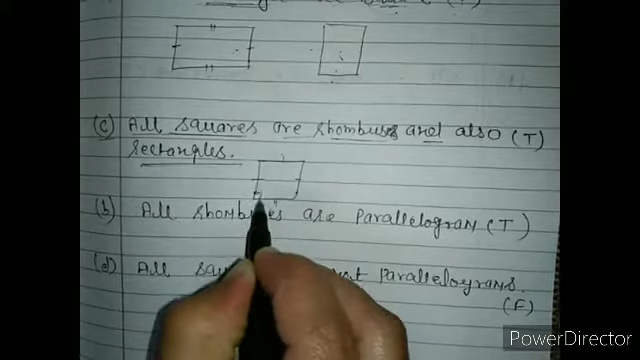 (c) All squares are rhombuses and also (T)
rectangles.
(b) All rhombuses are Parallelogram (T)
(d) All not parallelograms.
(F)
PowerDirector